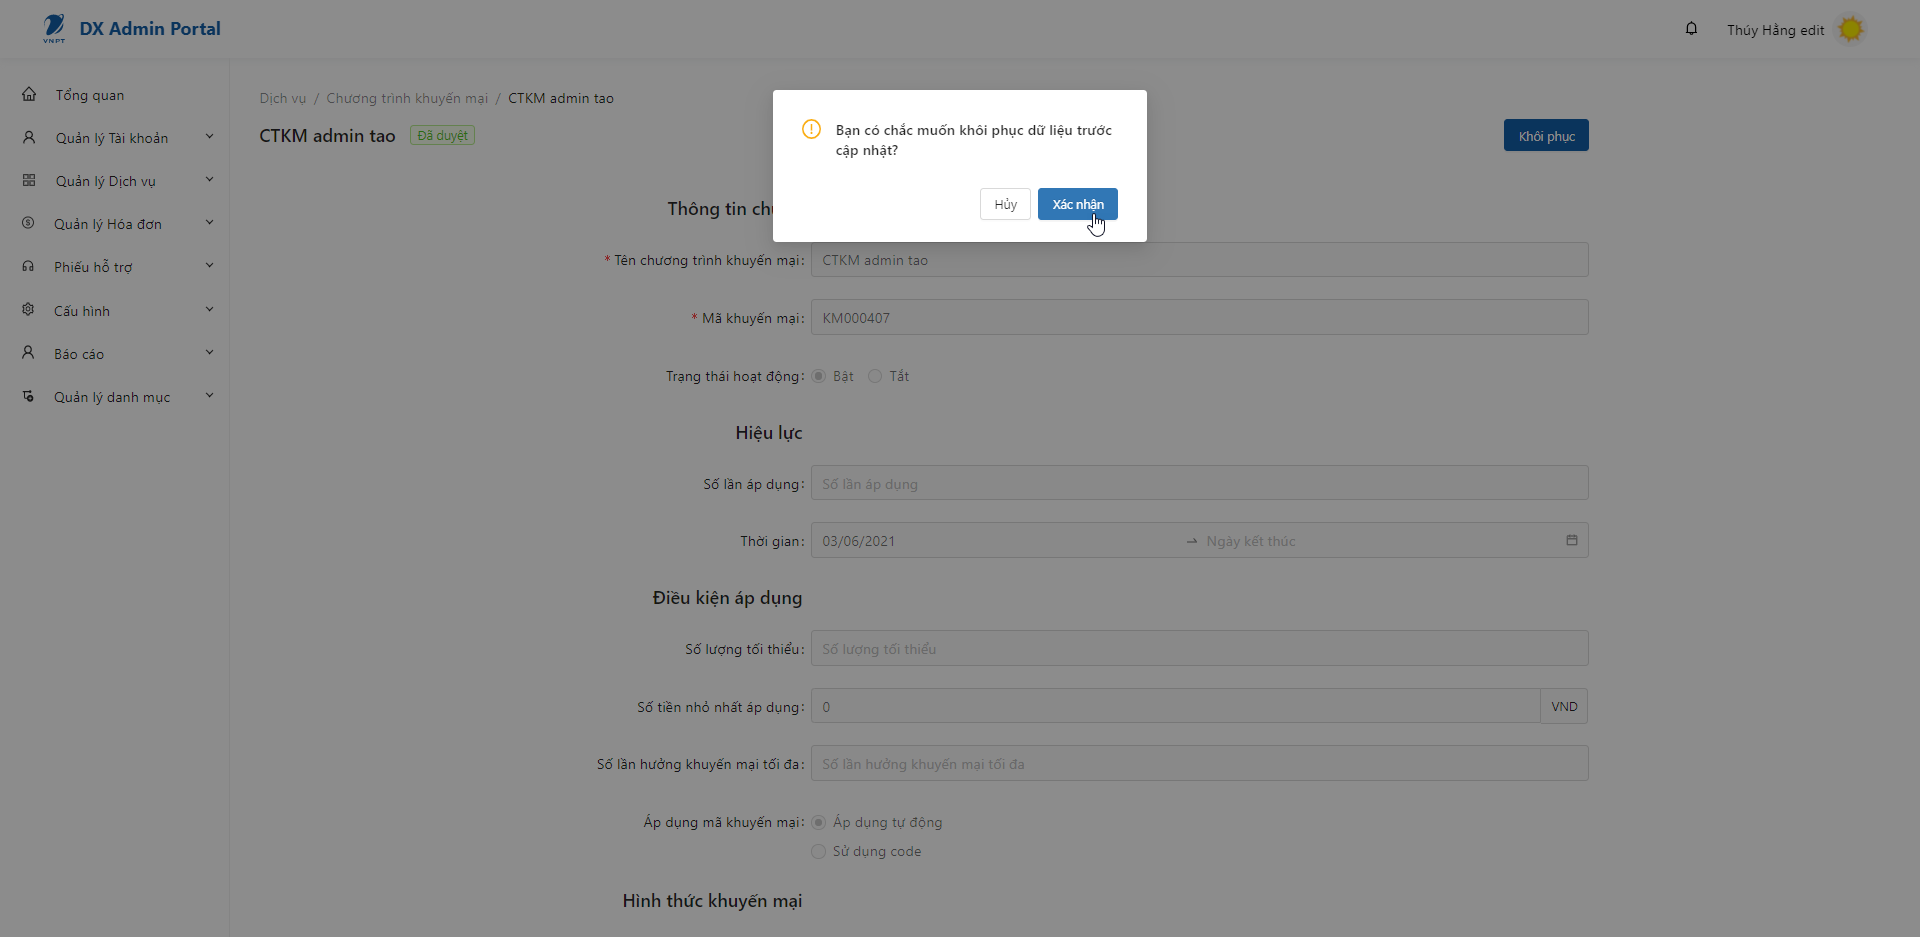 VNPT
DX Admin Portal
Thúy Hằng edit
Tổng quan
Quản lý Tài khoản
Quản lý Dịch vụ
Quản lý Hóa đơn
Phiếu hỗ trợ
Cấu hình
Báo cáo
Quản lý danh mục
Dịch vụ / Chương trình khuyến mại / CTKM admin tao
CTKM admin tao Đã duyệt
Khôi phục
Bạn có chắc muốn khôi phục dữ liệu trước
cập nhật?
Hủy Xác nhận
Thông tin
* Tên chương trình khuyến mại: CTKM admin tao
* Mã khuyến mại: KM000407
Trạng thái hoạt động: Bật Tắt
Hiệu lực
Số lần áp dụng: Số lần áp dụng
Thời gian: 03/06/2021 → Ngày kết thúc
Điều kiện áp dụng
Số lượng tối thiểu: Số lượng tối thiểu
Số tiền nhỏ nhất áp dụng: 0 VND
Số lần hưởng khuyến mại tối đa: Số lần hưởng khuyến mại tối đa
Áp dụng mã khuyến mại: Áp dụng tự động
Sử dụng code
Hình thức khuyến mại